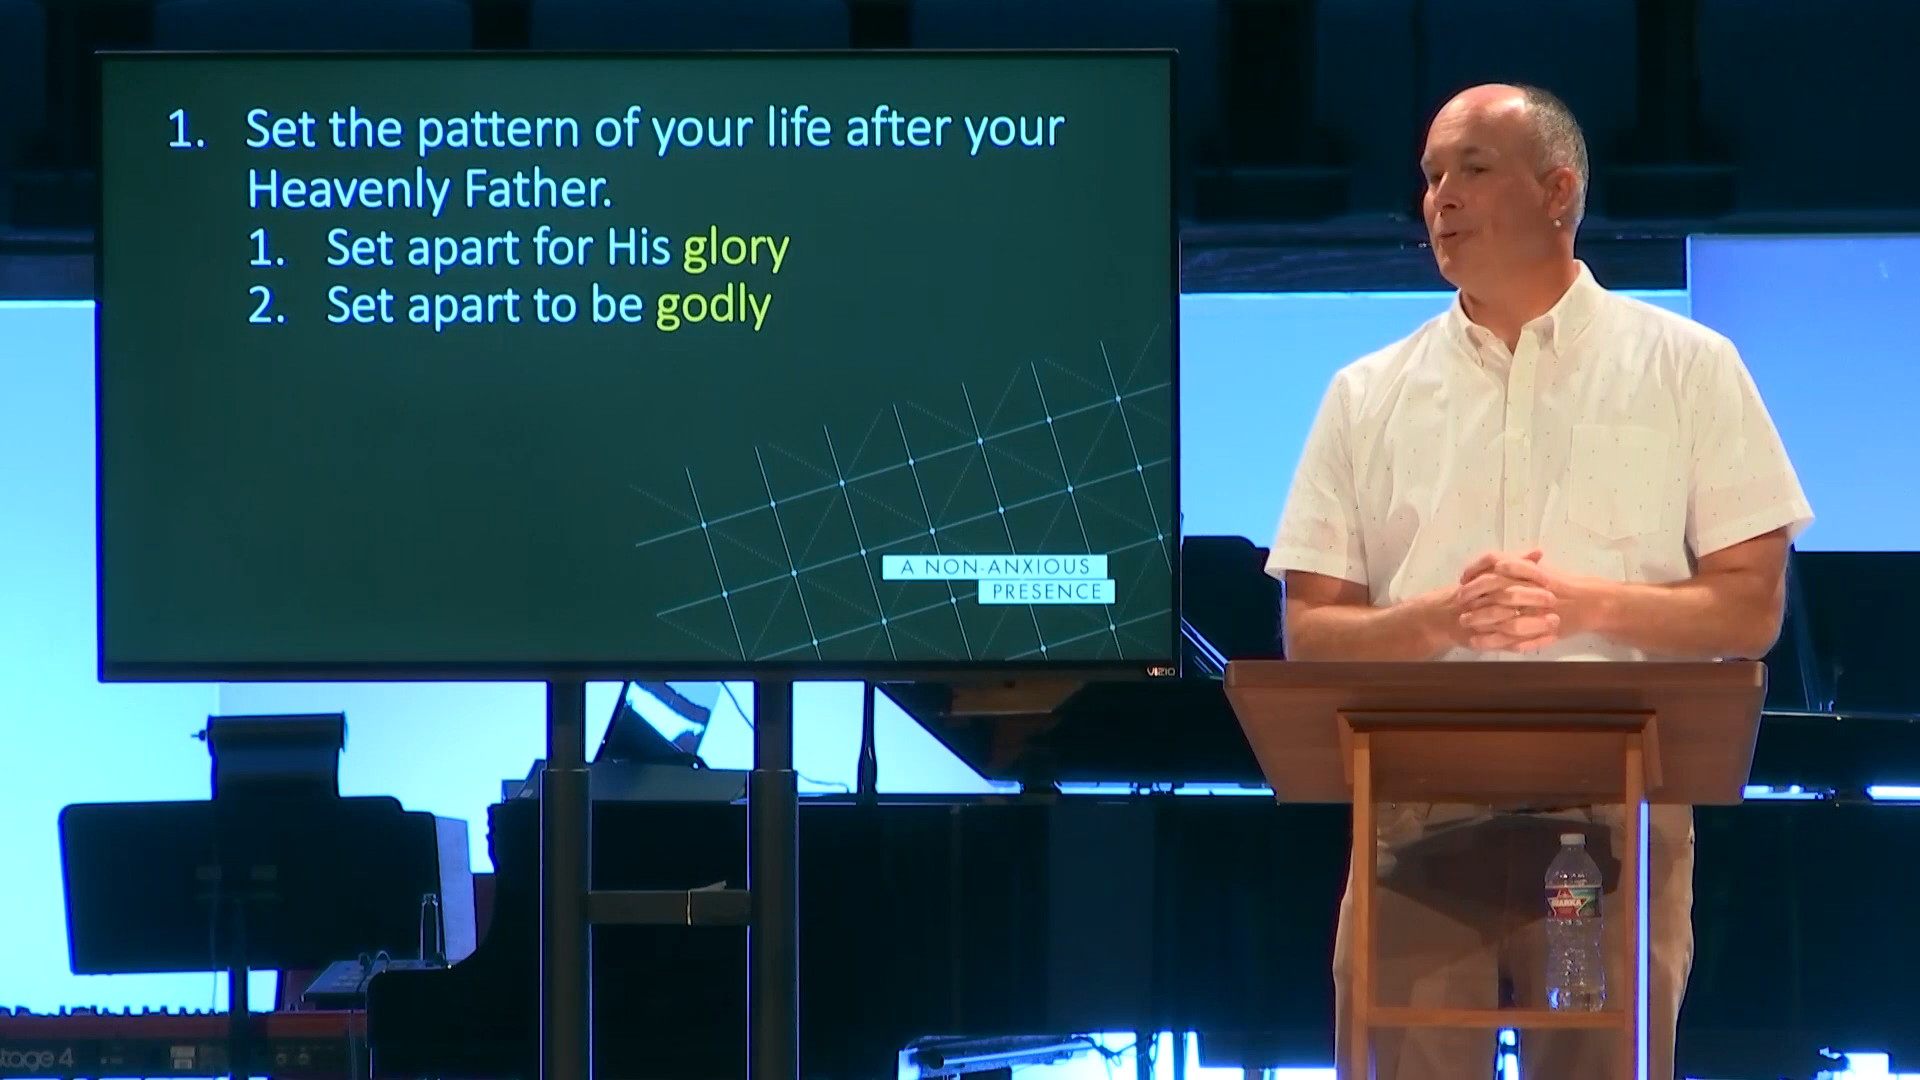 1. Set the pattern of your life after your
Heavenly Father.
1. Set apart for His glory
2. Set apart to be godly
A NON-ANXIOUS
PRESENCE
VIZIO
OZARKA
stage 4